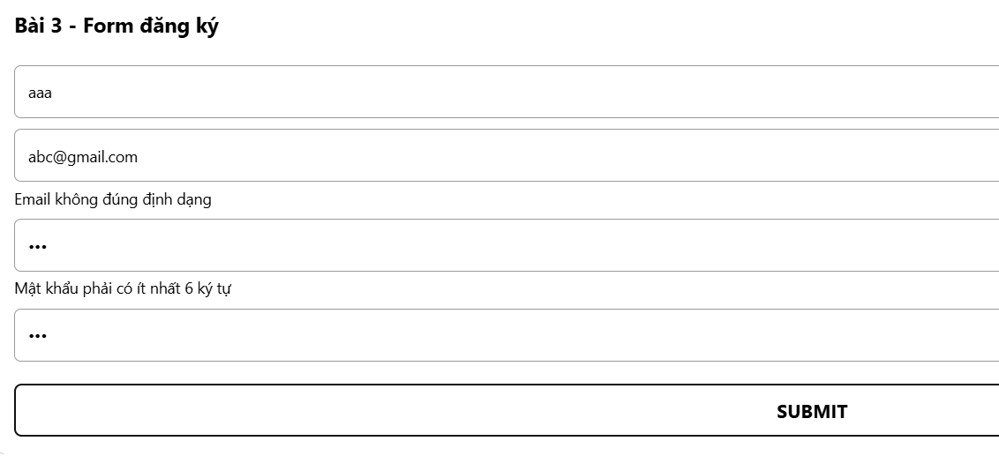 Bài 3 - Form đăng ký
aaa
abc@gmail.com
Email không đúng định dạng
•••
Mật khẩu phải có ít nhất 6 ký tự
•••
SUBMIT